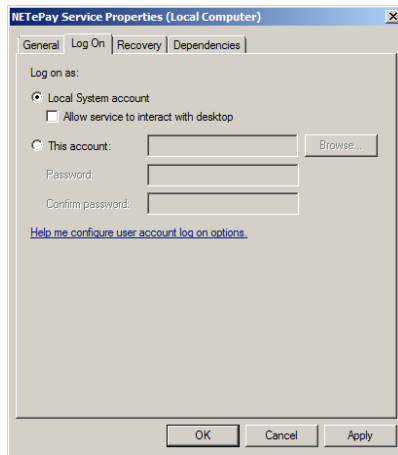 NETePay Service Properties (Local Computer)
General Log On Recovery Dependencies
Log on as:
Local System account
Allow service to interact with desktop
This account:
Browse...
Password:
Confirm password:
Help me configure user account log on options.
OK Cancel Apply